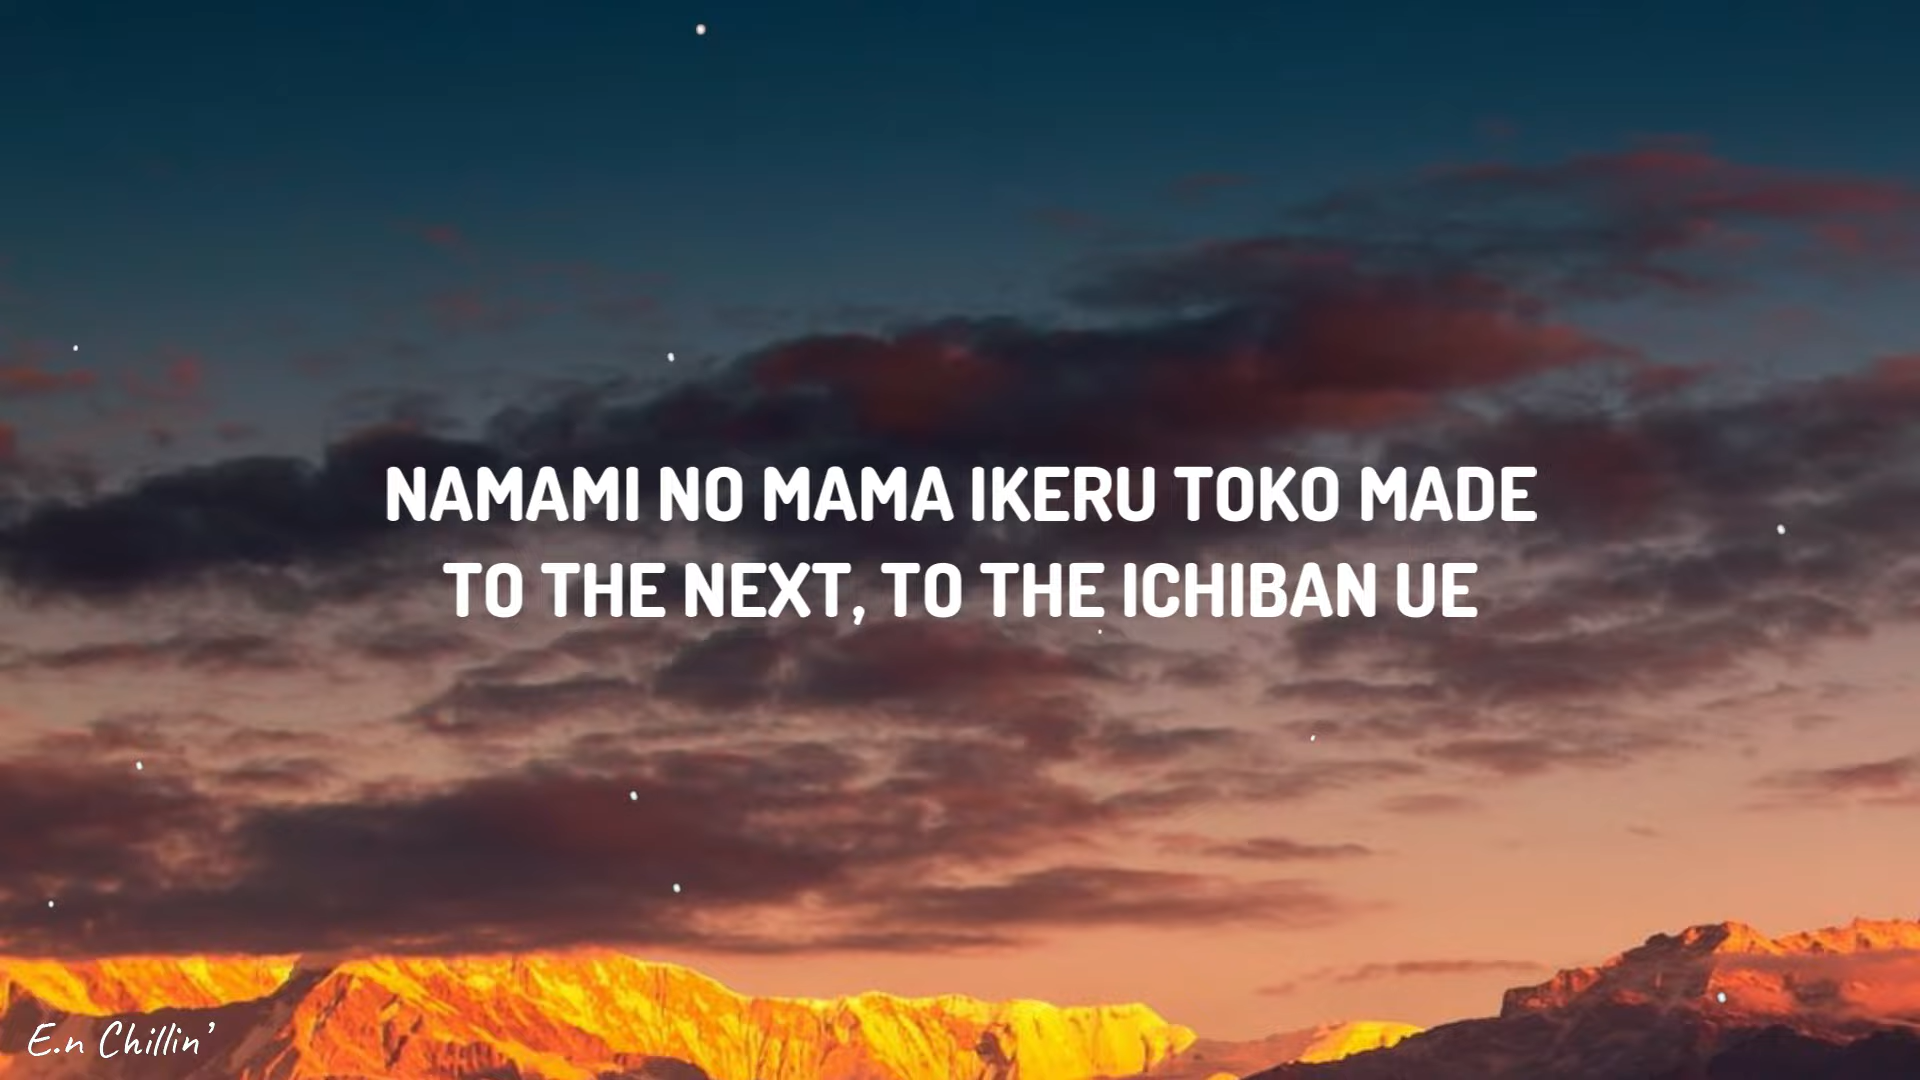 NAMAMI NO MAMA IKERU TOKO MADE
TO THE NEXT, TO THE ICHIBAN UE
E.n Chillin'